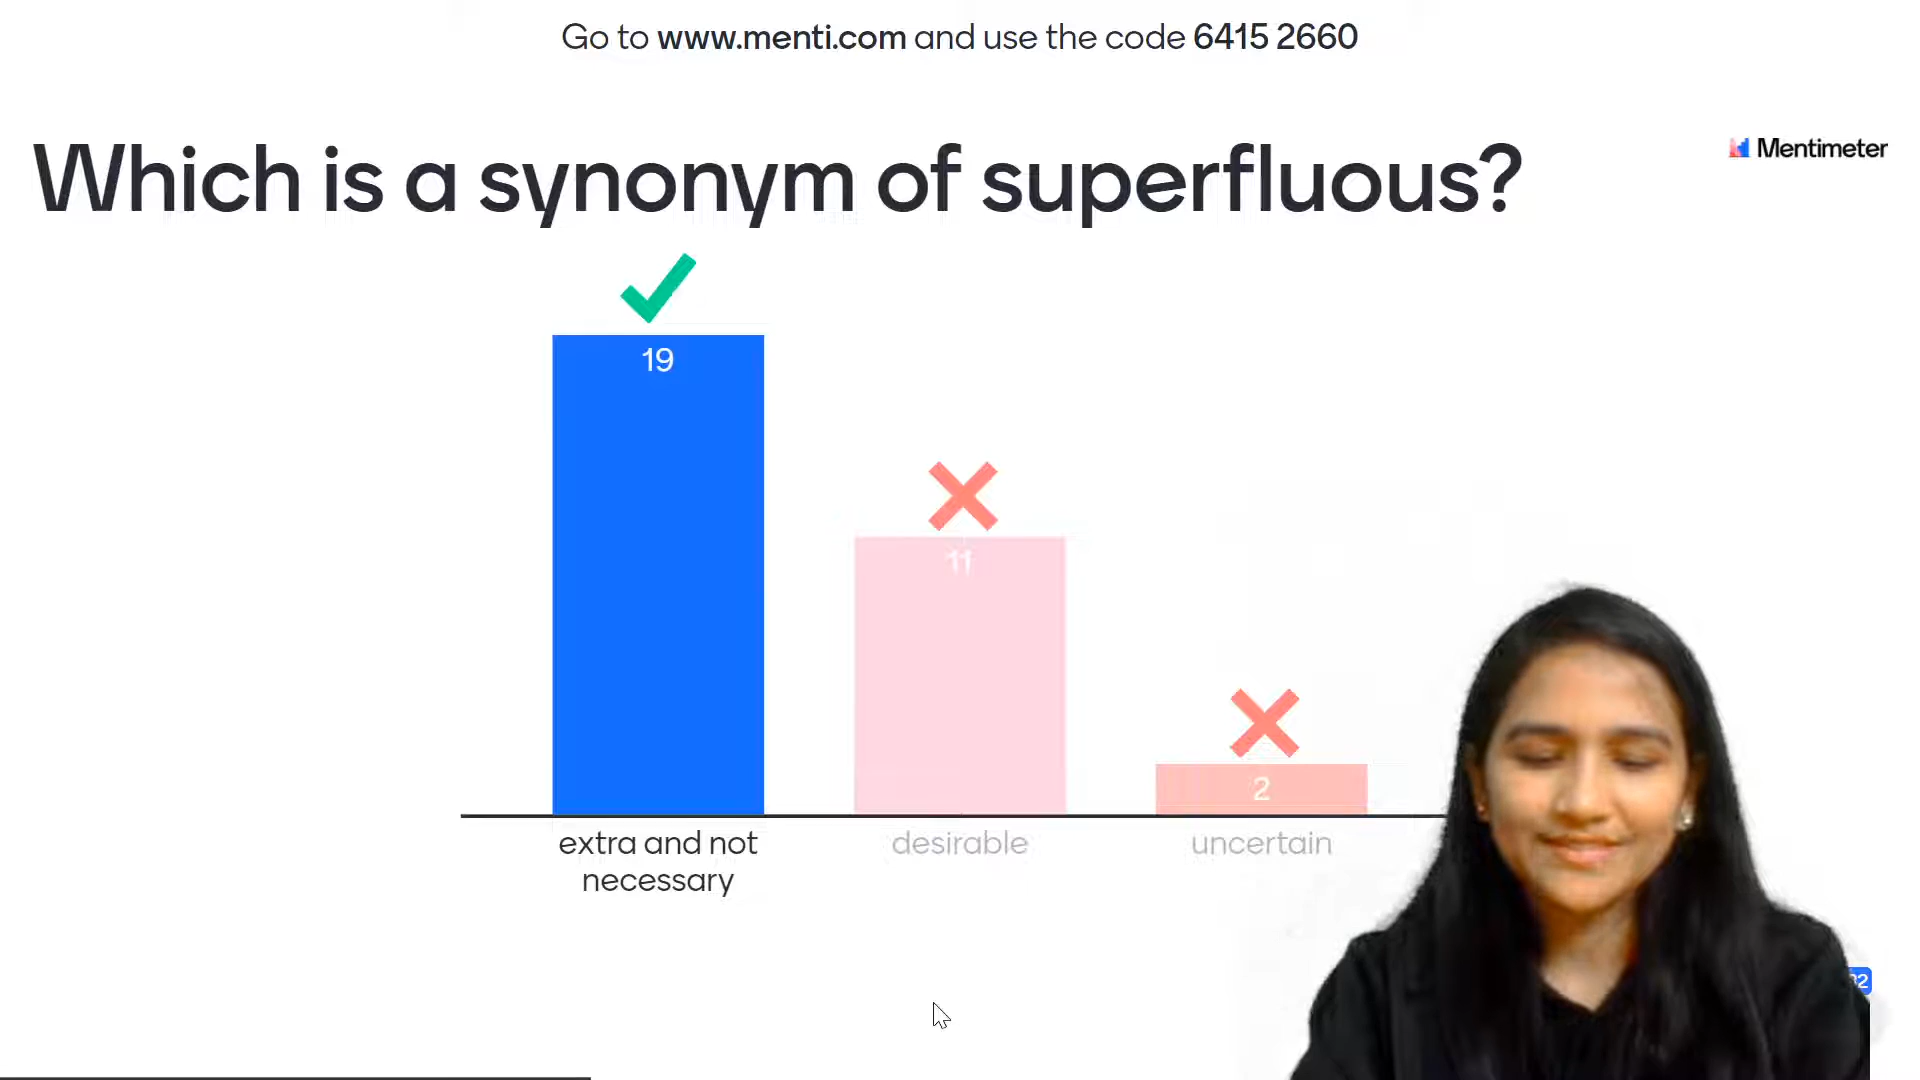 Go to www.menti.com and use the code 6415 2660
Which is a synonym of superfluous?
Mentimeter
19
11
2
extra and not
necessary
desirable
uncertain